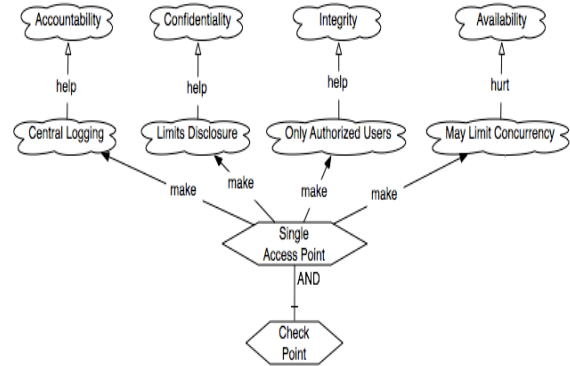 Accountability
Confidentiality
Integrity
Availability
help
help
help
hurt
Central Logging
Limits Disclosure
Only Authorized Users
May Limit Concurrency
make
make
make
make
Single
Access Point
AND
Check
Point